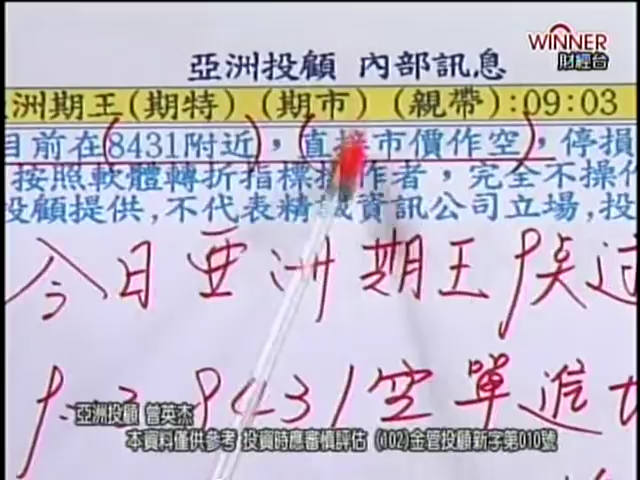 WINNER
財經台
亞洲投顧 內部訊息
洲期王(期特) (期市) (親帶):09:03
目前在(8431附近),(直接市價作空),停損
按照軟體轉折指標操作者,完全不操作
投顧提供,不代表精誠資訊公司立場,投
今日亞洲期王
8431空單進
亞洲投顧 曾英杰
本資料僅供參考 投資時應審慎評估 (102)金管投顧新字第010號